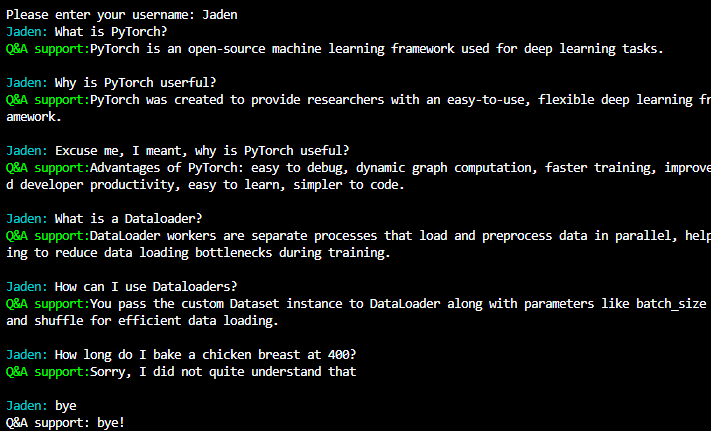 Please enter your username: Jaden
Jaden: What is PyTorch?
Q&A support:PyTorch is an open-source machine learning framework used for deep learning tasks.
Jaden: Why is PyTorch userful?
Q&A support:PyTorch was created to provide researchers with an easy-to-use, flexible deep learning fr
amework.
Jaden: Excuse me, I meant, why is PyTorch useful?
Q&A support:Advantages of PyTorch: easy to debug, dynamic graph computation, faster training, improve
d developer productivity, easy to learn, simpler to code.
Jaden: What is a Dataloader?
Q&A support:DataLoader workers are separate processes that load and preprocess data in parallel, help
ing to reduce data loading bottlenecks during training.
Jaden: How can I use Dataloaders?
Q&A support:You pass the custom Dataset instance to DataLoader along with parameters like batch_size
and shuffle for efficient data loading.
Jaden: How long do I bake a chicken breast at 400?
Q&A support:Sorry, I did not quite understand that
Jaden: bye
Q&A support: bye!